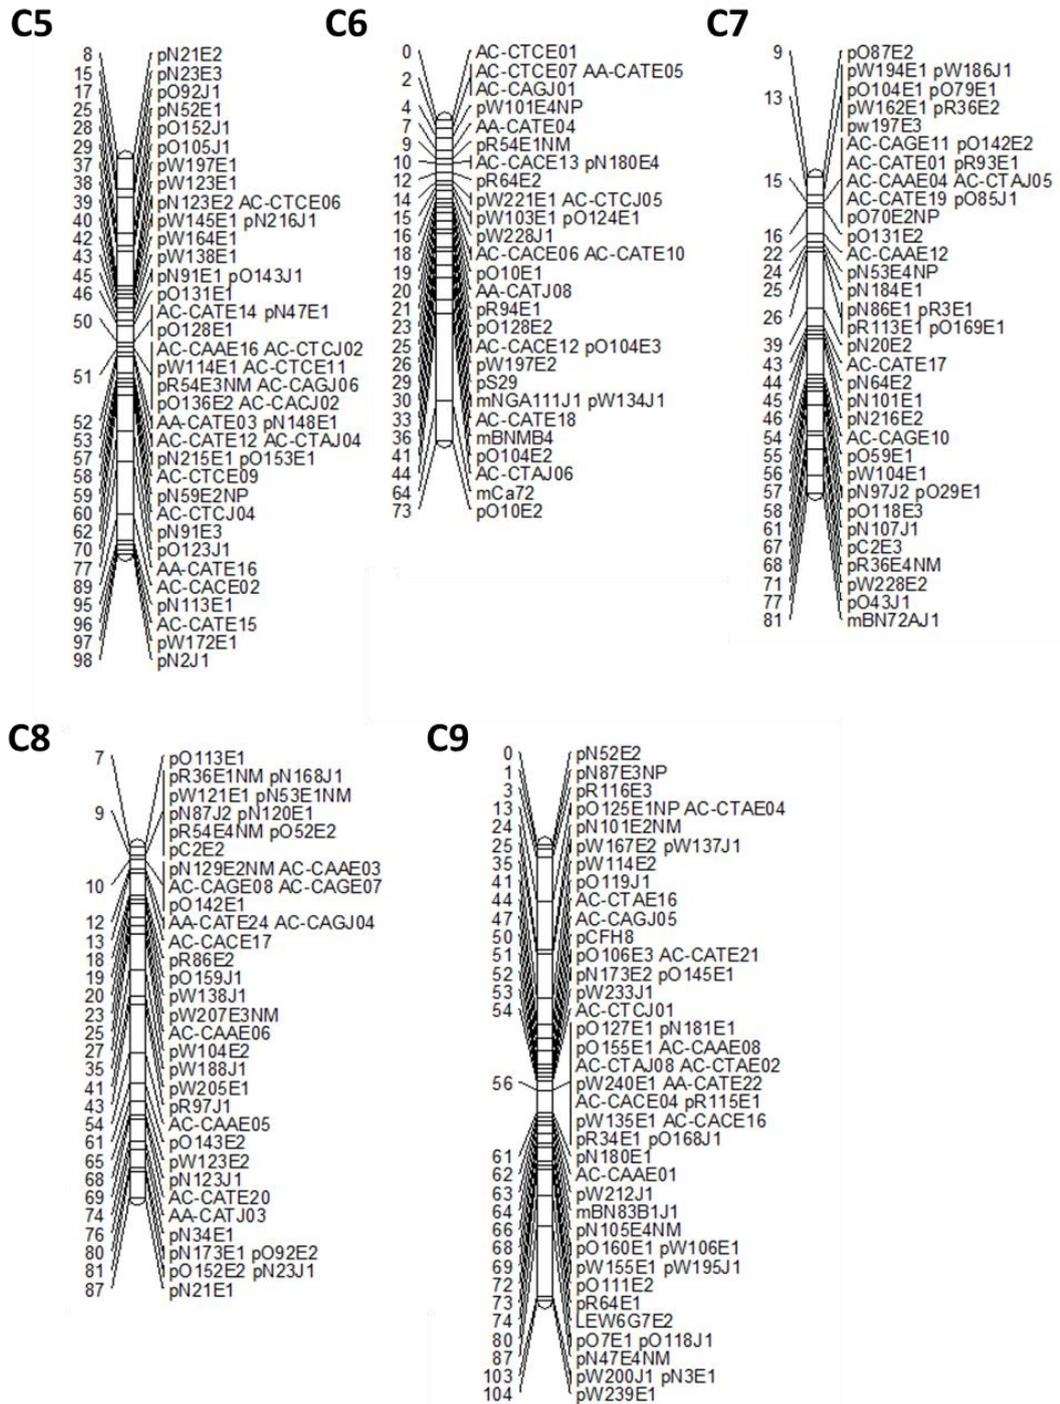 C5
8 pN21E2
15 pN23E3
17 pO92J1
25 pN52E1
28 pO152J1
29 pO105J1
37 pW197E1
38 pW123E1
39 pN123E2 AC-CTCE06
40 pW145E1 pN216J1
42 pW164E1
43 pW138E1
45 pN91E1 pO143J1
46 pO131E1
50 AC-CATE14 pN47E1
pO128E1
AC-CAAE16 AC-CTCJ02
51 pW114E1 AC-CTCE11
pR54E3NM AC-CAGJ06
pO136E2 AC-CACJ02
52 AA-CATE03 pN148E1
53 AC-CATE12 AC-CTAJ04
57 pN215E1 pO153E1
58 AC-CTCE09
59 pN59E2NP
60 AC-CTCJ04
62 pN91E3
70 pO123J1
77 AA-CATE16
89 AC-CACE02
95 pN113E1
96 AC-CATE15
97 pW172E1
98 pN2J1
C6
0 AC-CTCE01
2 AC-CTCE07 AA-CATE05
AC-CAGJ01
4 pW101E4NP
7 AA-CATE04
9 pR54E1NM
10 AC-CACE13 pN180E4
12 pR64E2
14 pW221E1 AC-CTCJ05
15 pW103E1 pO124E1
16 pW228J1
18 AC-CACE06 AC-CATE10
19 pO10E1
20 AA-CATJ08
21 pR94E1
23 pO128E2
25 AC-CACE12 pO104E3
26 pW197E2
29 pS29
30 mNGA111J1 pW134J1
33 AC-CATE18
36 mBNMB4
41 pO104E2
44 AC-CTAJ06
64 mCa72
73 pO10E2
C7
9 pO87E2
pW194E1 pW186J1
13 pO104E1 pO79E1
pW162E1 pR36E2
pw197E3
AC-CAGE11 pO142E2
AC-CATE01 pR93E1
15 AC-CAAE04 AC-CTAJ05
AC-CATE19 pO85J1
pO70E2NP
16 pO131E2
22 AC-CAAE12
24 pN53E4NP
25 pN184E1
26 pN86E1 pR3E1
pR113E1 pO169E1
39 pN20E2
43 AC-CATE17
44 pN64E2
45 pN101E1
46 pN216E2
54 AC-CAGE10
55 pO59E1
56 pW104E1
57 pN97J2 pO29E1
58 pO118E3
61 pN107J1
67 pC2E3
68 pR36E4NM
71 pW228E2
77 pO43J1
81 mBN72AJ1
C8
7 pO113E1
pR36E1NM pN168J1
pW121E1 pN53E1NM
9 pN87J2 pN120E1
pR54E4NM pO52E2
pC2E2
pN129E2NM AC-CAAE03
10 AC-CAGE08 AC-CAGE07
pO142E1
12 AA-CATE24 AC-CAGJ04
13 AC-CACE17
18 pR86E2
19 pO159J1
20 pW138J1
23 pW207E3NM
25 AC-CAAE06
27 pW104E2
35 pW188J1
41 pW205E1
43 pR97J1
54 AC-CAAE05
61 pO143E2
65 pW123E2
68 pN123J1
69 AC-CATE20
74 AA-CATJ03
76 pN34E1
80 pN173E1 pO92E2
81 pO152E2 pN23J1
87 pN21E1
C9
0 pN52E2
1 pN87E3NP
3 pR116E3
13 pO125E1NP AC-CTAE04
24 pN101E2NM
25 pW167E2 pW137J1
35 pW114E2
41 pO119J1
44 AC-CTAE16
47 AC-CAGJ05
50 pCFH8
51 pO106E3 AC-CATE21
52 pN173E2 pO145E1
53 pW233J1
54 AC-CTCJ01
pO127E1 pN181E1
pO155E1 AC-CAAE08
AC-CTAJ08 AC-CTAE02
56 pW240E1 AA-CATE22
AC-CACE04 pR115E1
pW135E1 AC-CACE16
pR34E1 pO168J1
61 pN180E1
62 AC-CAAE01
63 pW212J1
64 mBN83B1J1
66 pN105E4NM
68 pO160E1 pW106E1
69 pW155E1 pW195J1
72 pO111E2
73 pR64E1
74 LEW6G7E2
80 pO7E1 pO118J1
87 pN47E4NM
103 pW200J1 pN3E1
104 pW239E1